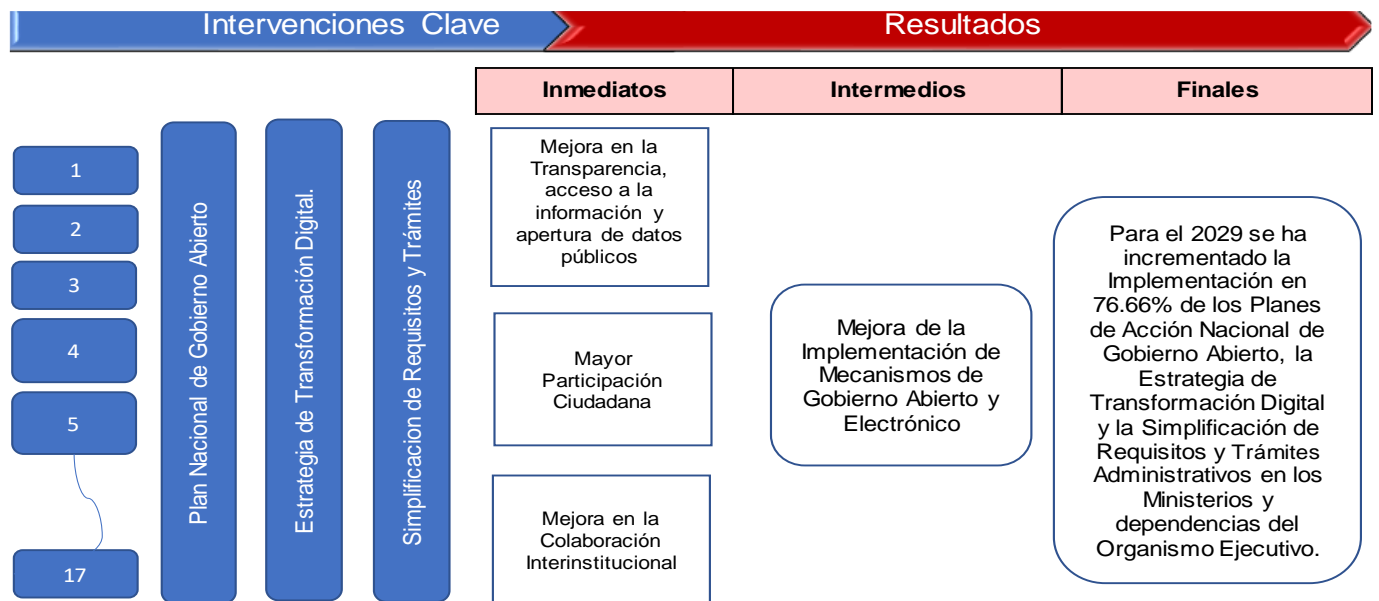 Intervenciones Clave
Resultados
Inmediatos
Intermedios
Finales
1
2
3
4
5
17
Plan Nacional de Gobierno Abierto
Estrategia de Transformación Digital.
Simplificacion de Requisitos y Trámites
Mejora en la
Transparencia,
acceso a la
información y
apertura de datos
públicos
Mayor
Participación
Ciudadana
Mejora en la
Colaboración
Interinstitucional
Mejora de la
Implementación de
Mecanismos de
Gobierno Abierto y
Electrónico
Para el 2029 se ha
incrementado la
Implementación en
76.66% de los Planes
de Acción Nacional de
Gobierno Abierto, la
Estrategia de
Transformación Digital
y la Simplificación de
Requisitos y Trámites
Administrativos en los
Ministerios y
dependencias del
Organismo Ejecutivo.